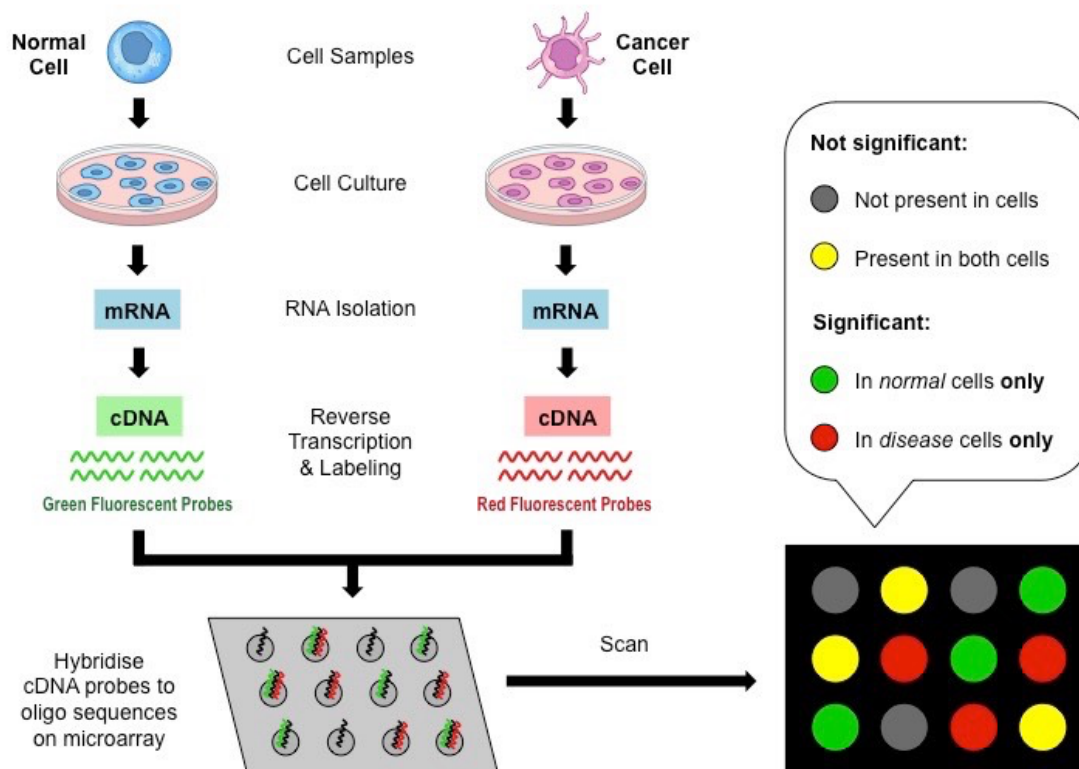 Normal
Cell
Cell Samples
Cancer
Cell
Cell Culture
mRNA
RNA Isolation
mRNA
cDNA
Reverse
Transcription
& Labeling
cDNA
Green Fluorescent Probes
Red Fluorescent Probes
Hybridise
cDNA probes to
oligo sequences
on microarray
Scan
Not significant:
Not present in cells
Present in both cells
Significant:
In normal cells only
In disease cells only